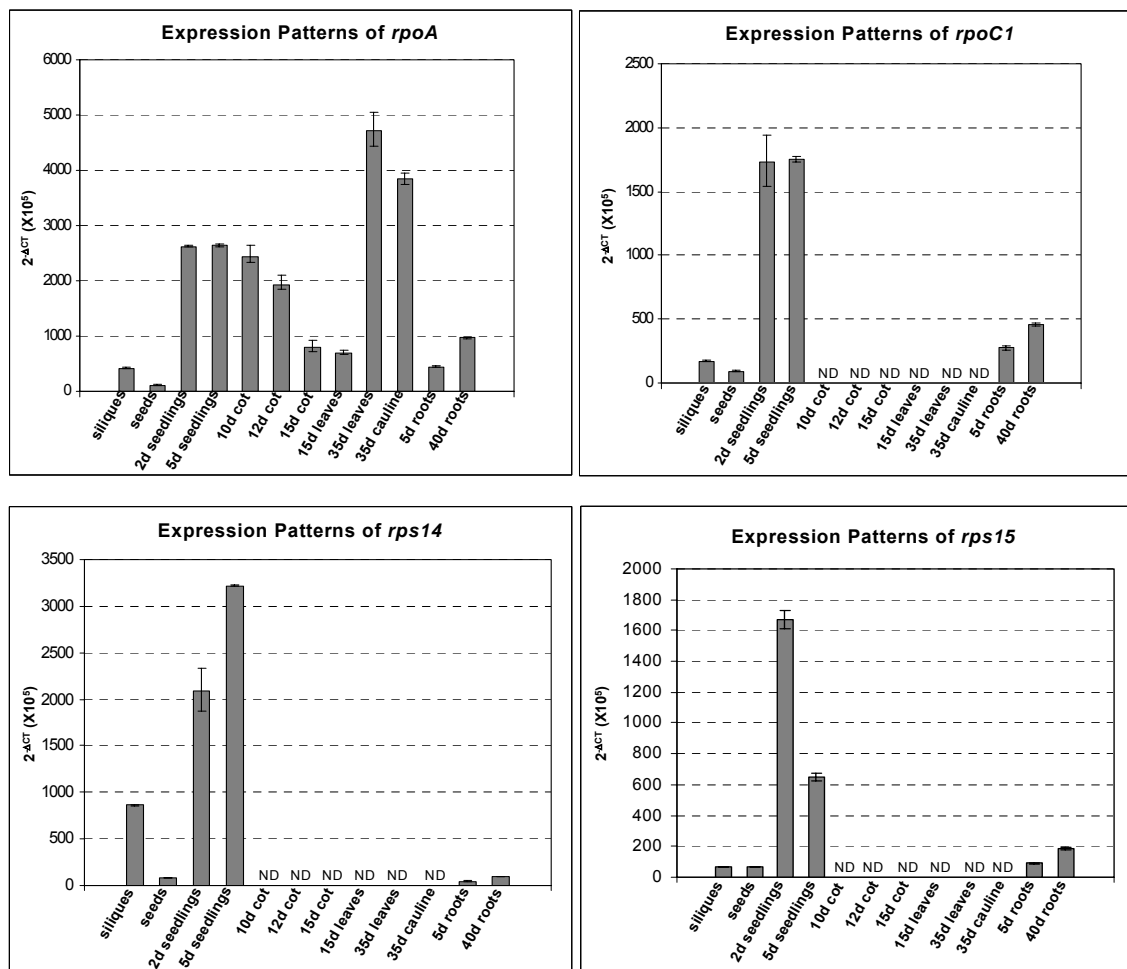 Expression Patterns of rpoA
6000
5000
4000
3000
2000
1000
0
2-ΔCT (X10⁵)
siliques
seeds
2d seedlings
5d seedlings
10d cot
12d cot
15d cot
15d leaves
35d leaves
35d cauline
5d roots
40d roots
Expression Patterns of rpoC1
2500
2000
1500
1000
500
0
2-ΔCT (X10⁵)
ND ND ND ND ND ND
siliques
seeds
2d seedlings
5d seedlings
10d cot
12d cot
15d cot
15d leaves
35d leaves
35d cauline
5d roots
40d roots
Expression Patterns of rps14
3500
3000
2500
2000
1500
1000
500
0
2-ΔCT (X10⁵)
ND ND ND ND ND ND
siliques
seeds
2d seedlings
5d seedlings
10d cot
12d cot
15d cot
15d leaves
35d leaves
35d cauline
5d roots
40d roots
Expression Patterns of rps15
2000
1800
1600
1400
1200
1000
800
600
400
200
0
2-ΔCT (X10⁵)
ND ND ND ND ND ND
siliques
seeds
2d seedlings
5d seedlings
10d cot
12d cot
15d cot
15d leaves
35d leaves
35d cauline
5d roots
40d roots